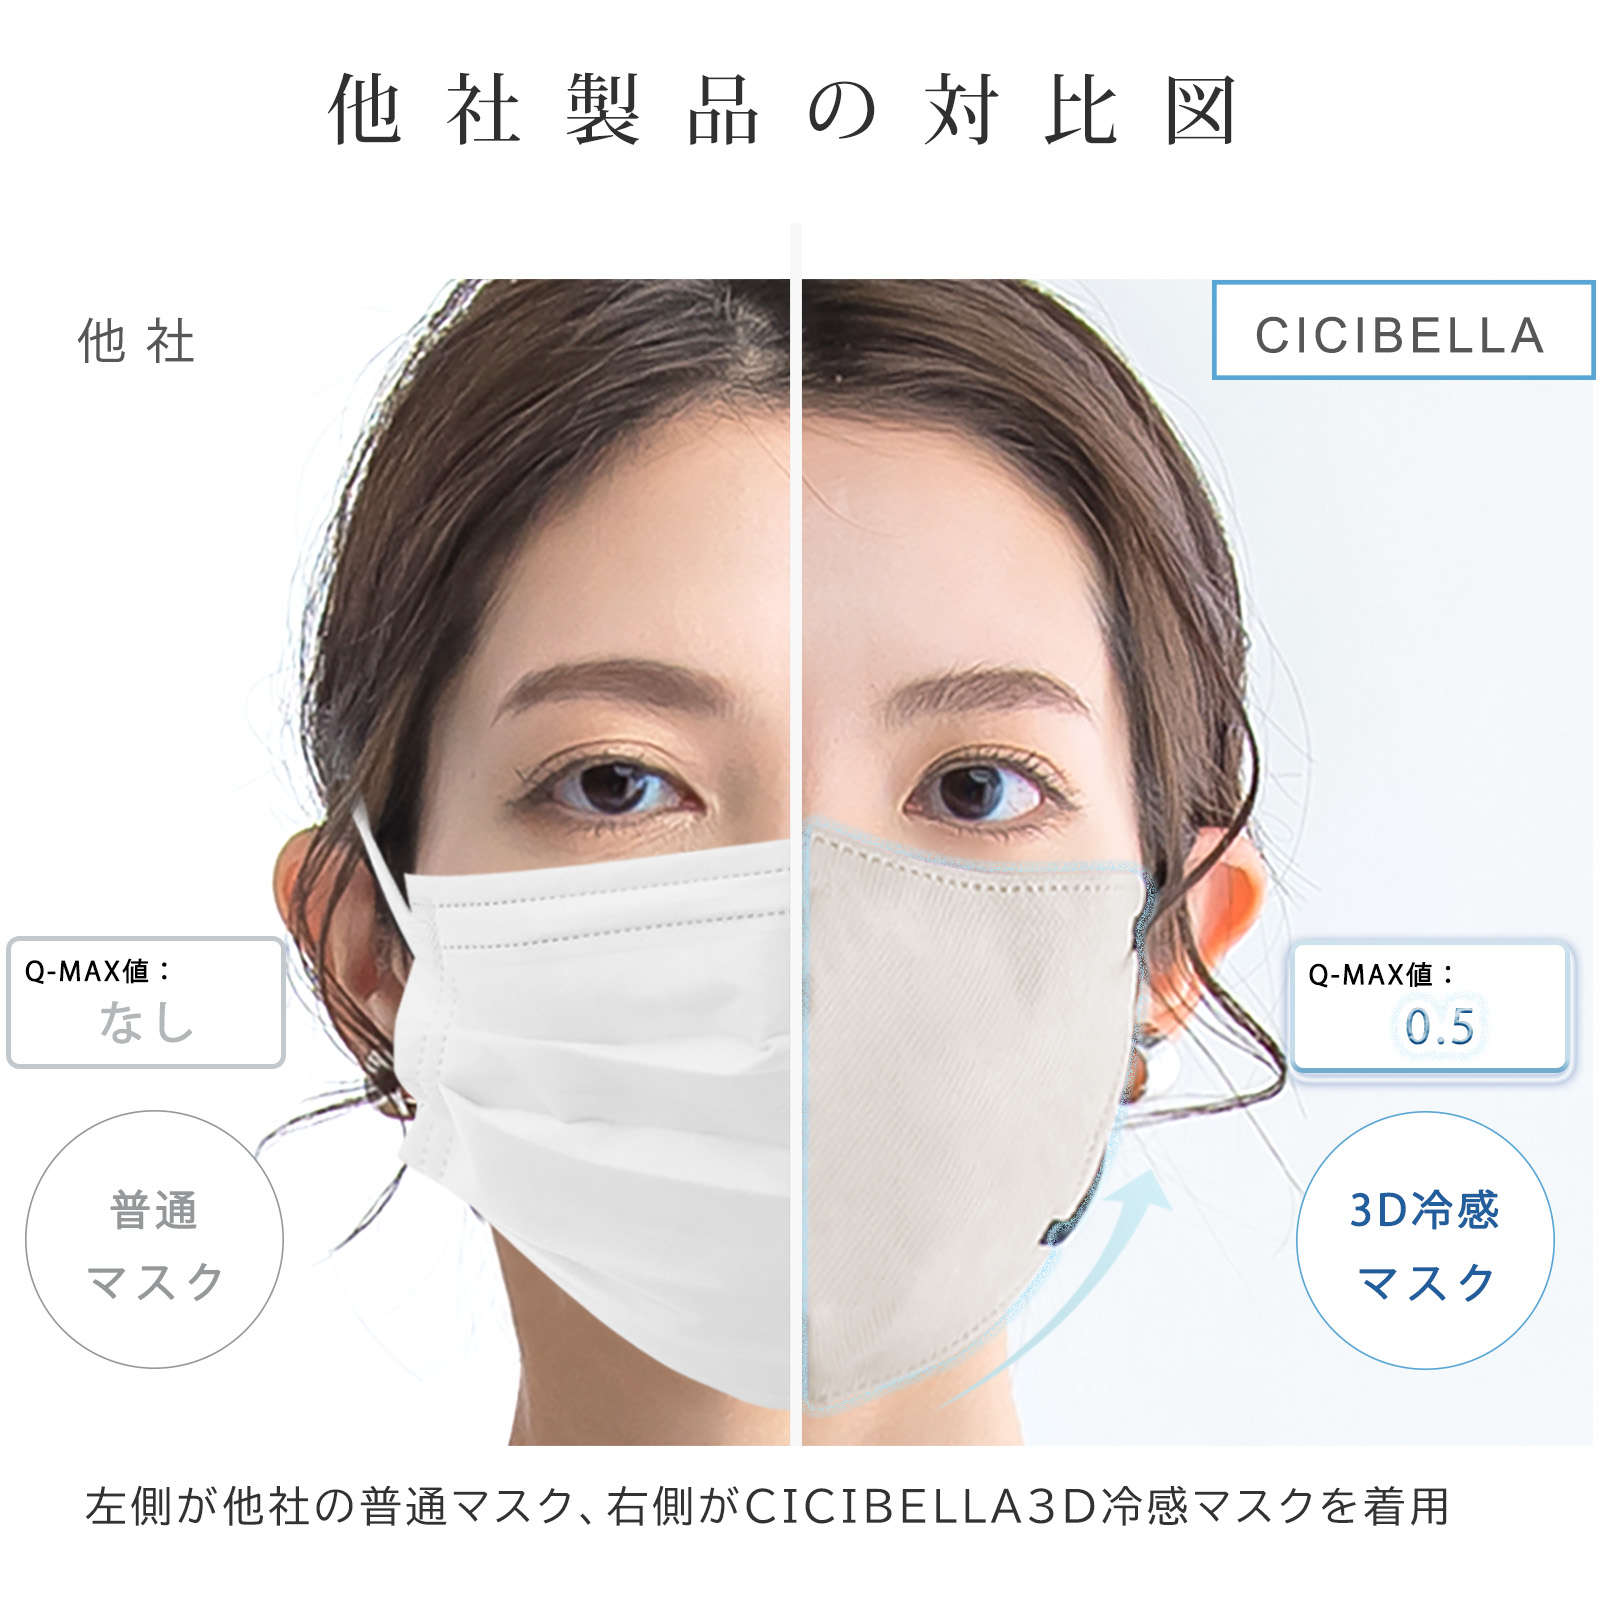 他社製品の対比図
他社
CICIBELLA
Q-MAX値：
なし
Q-MAX値：
0.5
普通
マスク
3D冷感
マスク
左側が他社の普通マスク、右側がCICIBELLA3D冷感マスクを着用